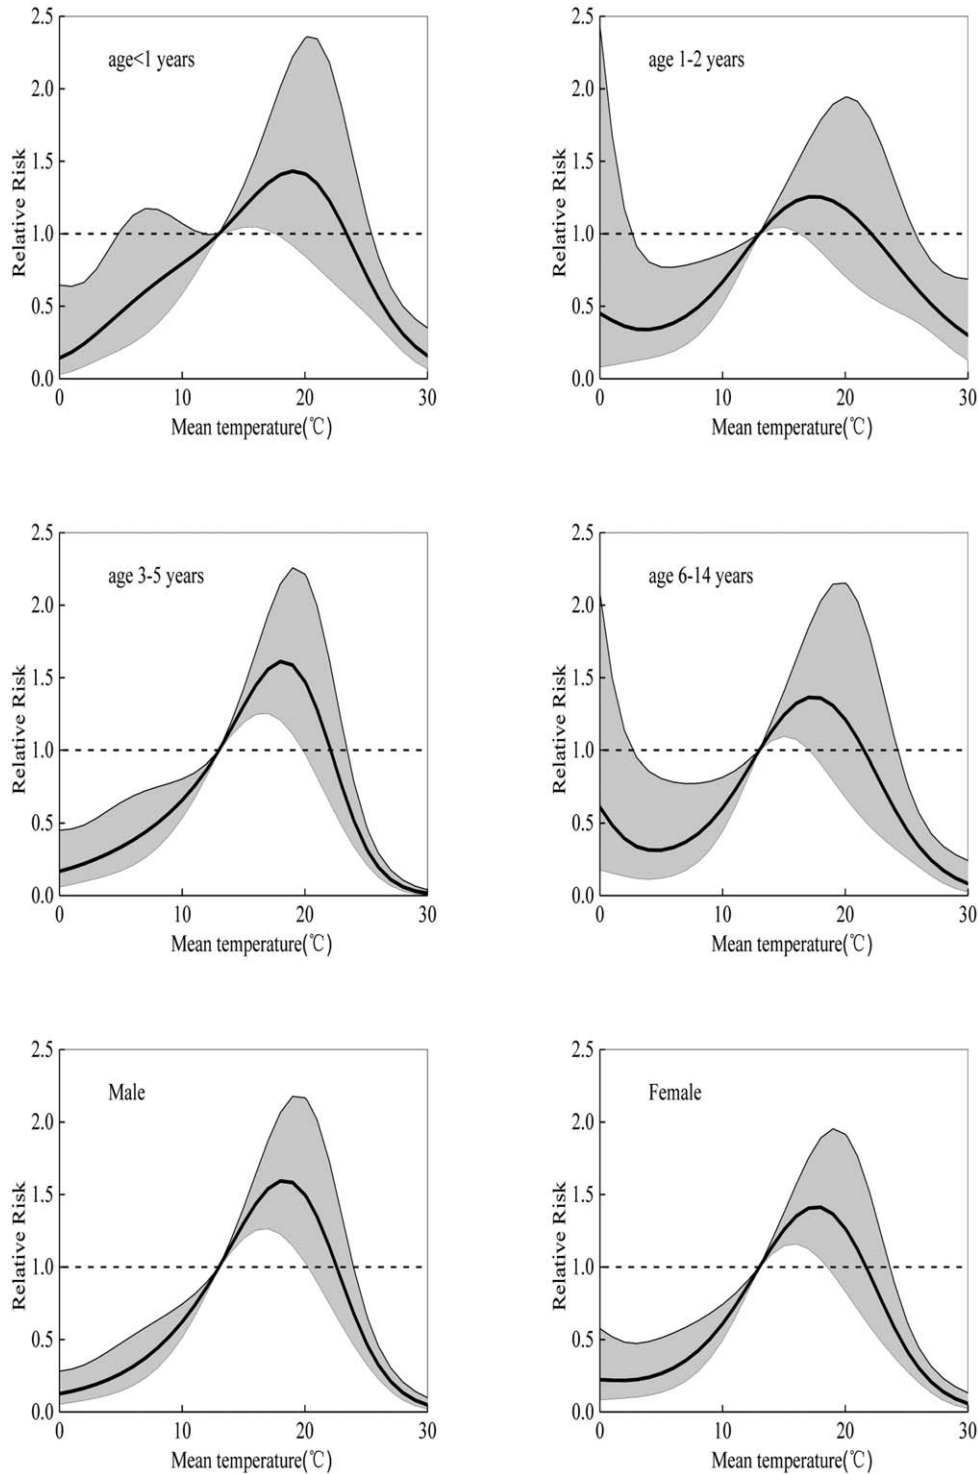 2.5
age<1 years
2.0
1.5
1.0
0.5
0.0
Relative Risk
0 10 20 30
Mean temperature(℃)
2.5
age 1-2 years
2.0
1.5
1.0
0.5
0.0
Relative Risk
0 10 20 30
Mean temperature(℃)
2.5
age 3-5 years
2.0
1.5
1.0
0.5
0.0
Relative Risk
0 10 20 30
Mean temperature(℃)
2.5
age 6-14 years
2.0
1.5
1.0
0.5
0.0
Relative Risk
0 10 20 30
Mean temperature(℃)
2.5
Male
2.0
1.5
1.0
0.5
0.0
Relative Risk
0 10 20 30
Mean temperature(℃)
2.5
Female
2.0
1.5
1.0
0.5
0.0
Relative Risk
0 10 20 30
Mean temperature(℃)